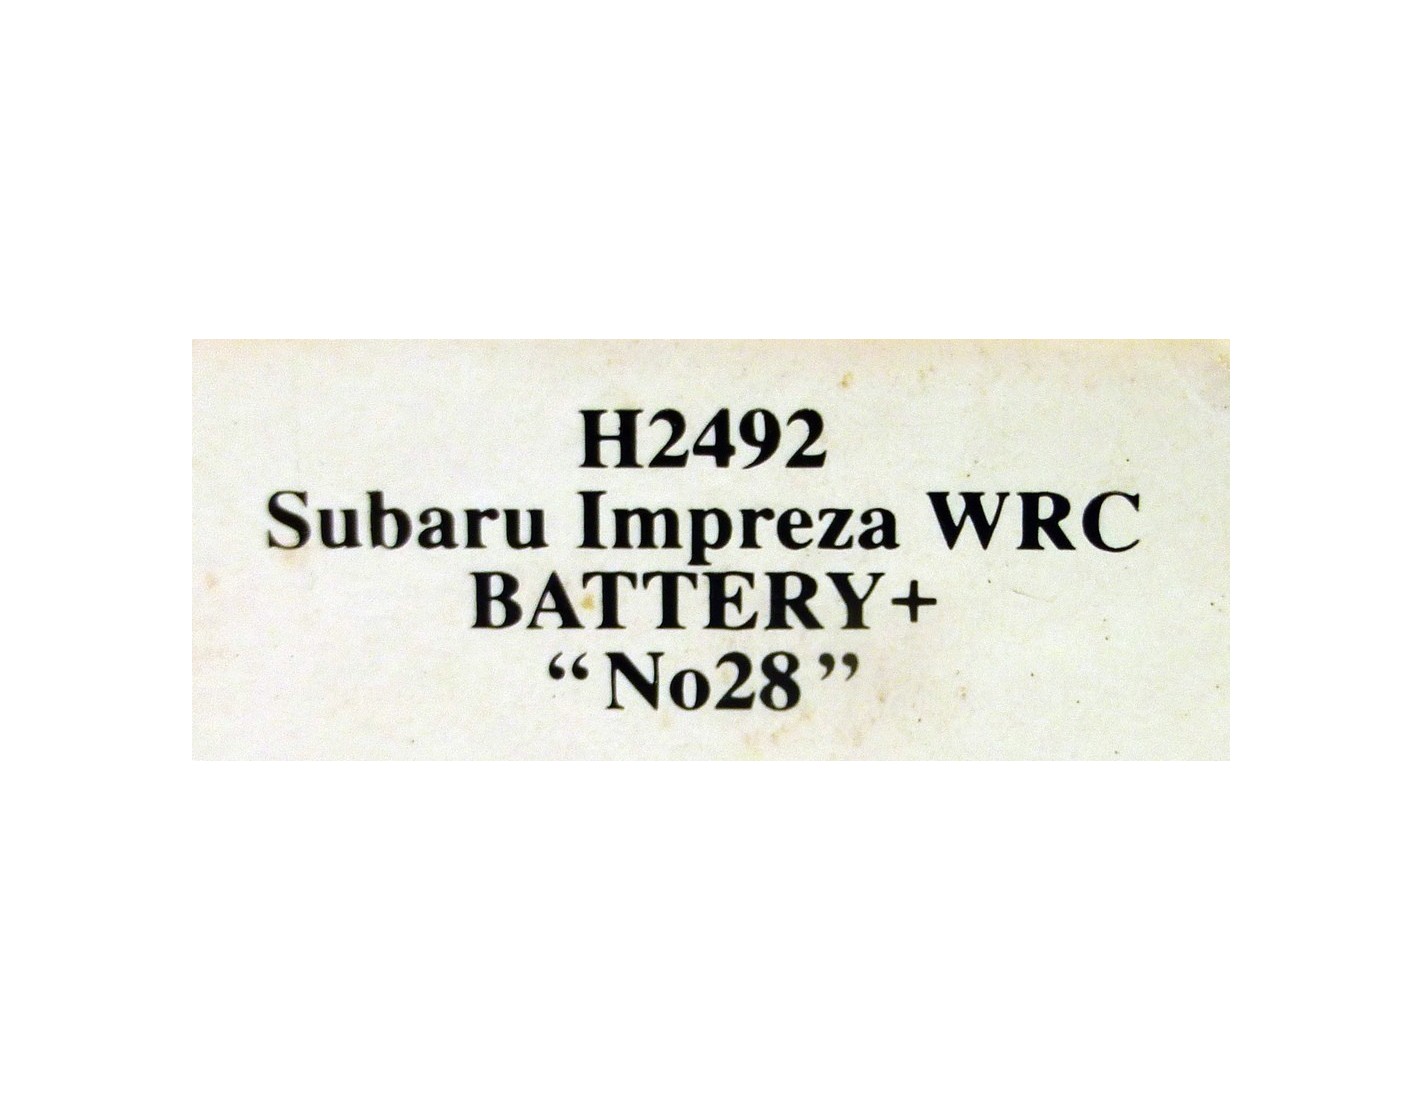 H2492
Subaru Impreza WRC
BATTERY+
“No28”